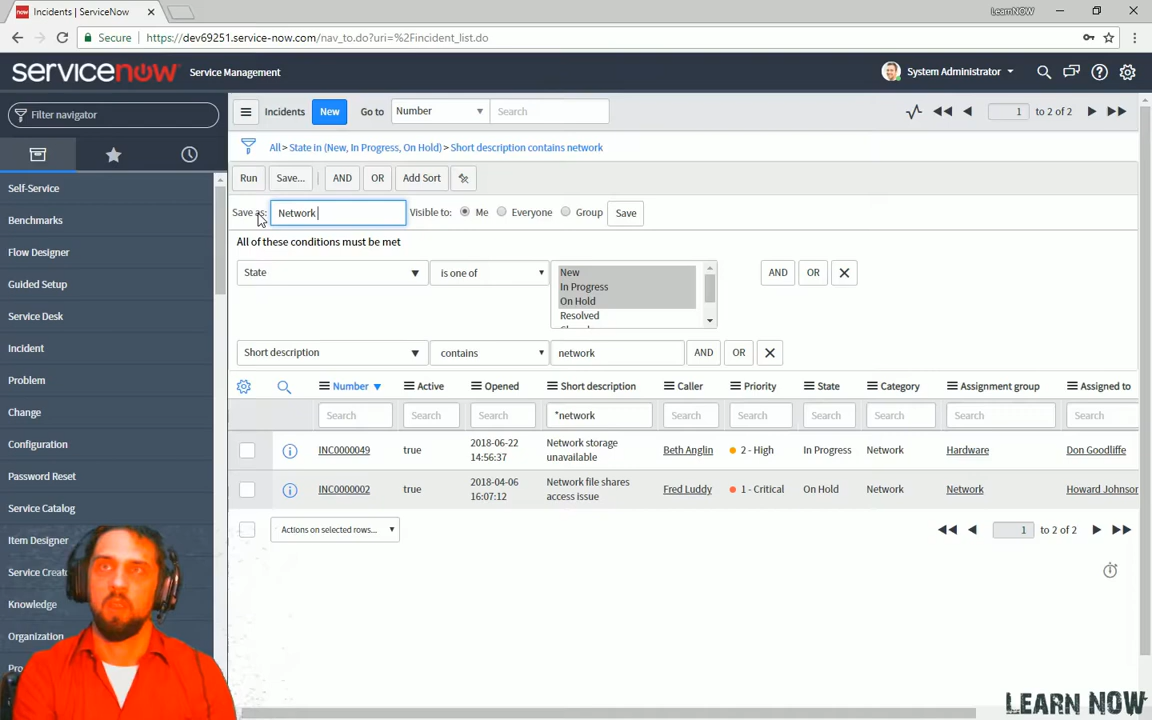 now Incidents | ServiceNow
LearnNOW
Secure https://dev69251.service-now.com/nav_to.do?uri=%2Fincident_list.do
servicenow Service Management
System Administrator
Filter navigator
Incidents New Go to Number Search
1 to 2 of 2
All > State in (New, In Progress, On Hold) > Short description contains network
Run Save... AND OR Add Sort
Save as: Network Visible to: Me Everyone Group Save
All of these conditions must be met
State is one of New AND OR
In Progress
On Hold
Resolved
Short description contains network AND OR
Number Active Opened Short description Caller Priority State Category Assignment group Assigned to
Search Search Search *network Search Search Search Search Search Search
INC0000049 true 2018-06-22 14:56:37 Network storage unavailable Beth Anglin 2 - High In Progress Network Hardware Don Goodliffe
INC0000002 true 2018-04-06 16:07:12 Network file shares access issue Fred Luddy 1 - Critical On Hold Network Network Howard Johnson
Actions on selected rows...
1 to 2 of 2
Self-Service
Benchmarks
Flow Designer
Guided Setup
Service Desk
Incident
Problem
Change
Configuration
Password Reset
Service Catalog
Item Designer
Service Creato
Knowledge
Organization
LEARN NOW